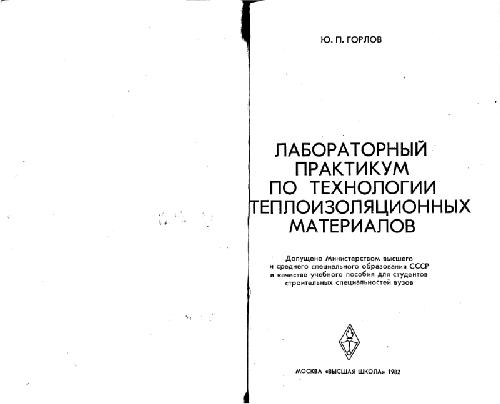 Ю. П. ГОРЛОВ
ЛАБОРАТОРНЫЙ
ПРАКТИКУМ
ПО ТЕХНОЛОГИИ
ТЕПЛОИЗОЛЯЦИОННЫХ
МАТЕРИАЛОВ
Допущено Министерством высшего
и среднего специального образования СССР
в качестве учебного пособия для студентов
строительных специальностей вузов
МОСКВА «ВЫСШАЯ ШКОЛА» 1982